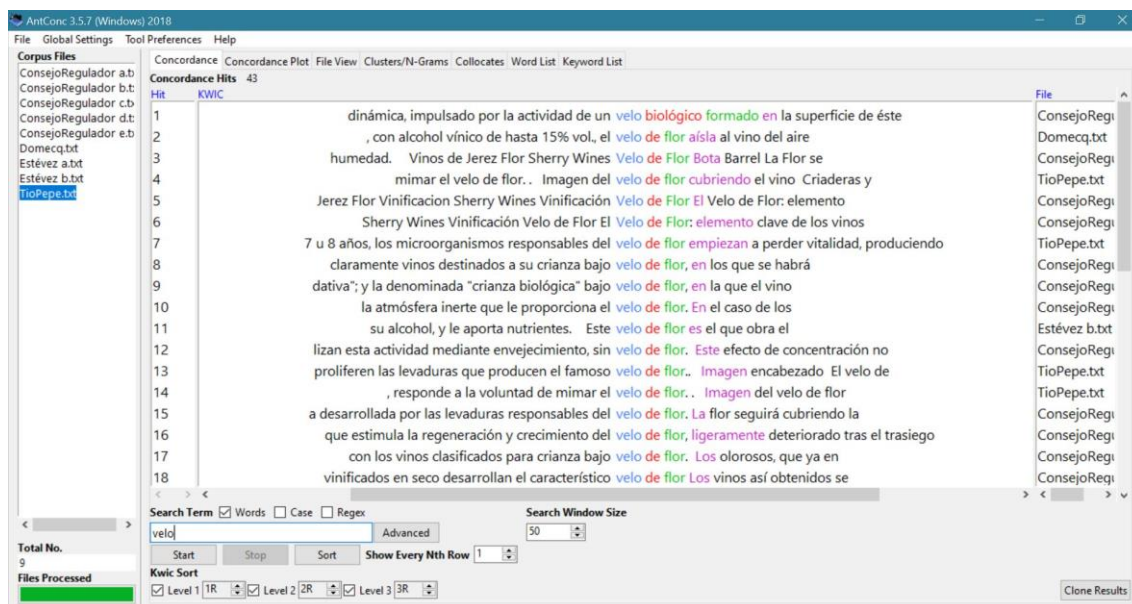 AntConc 3.5.7 (Windows) 2018
File Global Settings Tool Preferences Help
Corpus Files
ConsejoRegulador a.t
ConsejoRegulador b.t
ConsejoRegulador c.t
ConsejoRegulador d.t
ConsejoRegulador e.t
Domecq.txt
Estévez a.txt
Estévez b.txt
TioPepe.txt
Total No.
9
Files Processed
Concordance Concordance Plot File View Clusters/N-Grams Collocates Word List Keyword List
Concordance Hits 43
Hit KWIC File
1 dinámica, impulsado por la actividad de un velo biológico formado en la superficie de éste ConsejoRegu
2 , con alcohol vínico de hasta 15% vol., el velo de flor aísla al vino del aire Domecq.txt
3 humedad. Vinos de Jerez Flor Sherry Wines Velo de Flor Bota Barrel La Flor se ConsejoRegu
4 mimar el velo de flor. . Imagen del velo de flor cubriendo el vino Criaderas y TioPepe.txt
5 Jerez Flor Vinificacion Sherry Wines Vinificación Velo de Flor El Velo de Flor: elemento ConsejoRegu
6 Sherry Wines Vinificación Velo de Flor El Velo de Flor: elemento clave de los vinos ConsejoRegu
7 7 u 8 años, los microorganismos responsables del velo de flor empiezan a perder vitalidad, produciendo TioPepe.txt
8 claramente vinos destinados a su crianza bajo velo de flor, en los que se habrá ConsejoRegu
9 dativa"; y la denominada "crianza biológica" bajo velo de flor, en la que el vino ConsejoRegu
10 la atmósfera inerte que le proporciona el velo de flor. En el caso de los ConsejoRegu
11 su alcohol, y le aporta nutrientes. Este velo de flor es el que obra el Estévez b.txt
12 lizan esta actividad mediante envejecimiento, sin velo de flor. Este efecto de concentración no ConsejoRegu
13 proliferen las levaduras que producen el famoso velo de flor.. Imagen encabezado El velo de TioPepe.txt
14 , responde a la voluntad de mimar el velo de flor. . Imagen del velo de flor TioPepe.txt
15 a desarrollada por las levaduras responsables del velo de flor. La flor seguirá cubriendo la ConsejoRegu
16 que estimula la regeneración y crecimiento del velo de flor, ligeramente deteriorado tras el trasiego ConsejoRegu
17 con los vinos clasificados para crianza bajo velo de flor. Los olorosos, que ya en ConsejoRegu
18 vinificados en seco desarrollan el característico velo de flor Los vinos así obtenidos se ConsejoRegu
Search Term Words Case Regex Search Window Size
velo Advanced 50
Start Stop Sort Show Every Nth Row 1
Kwic Sort
Level 1 1R Level 2 2R Level 3 3R Clone Results